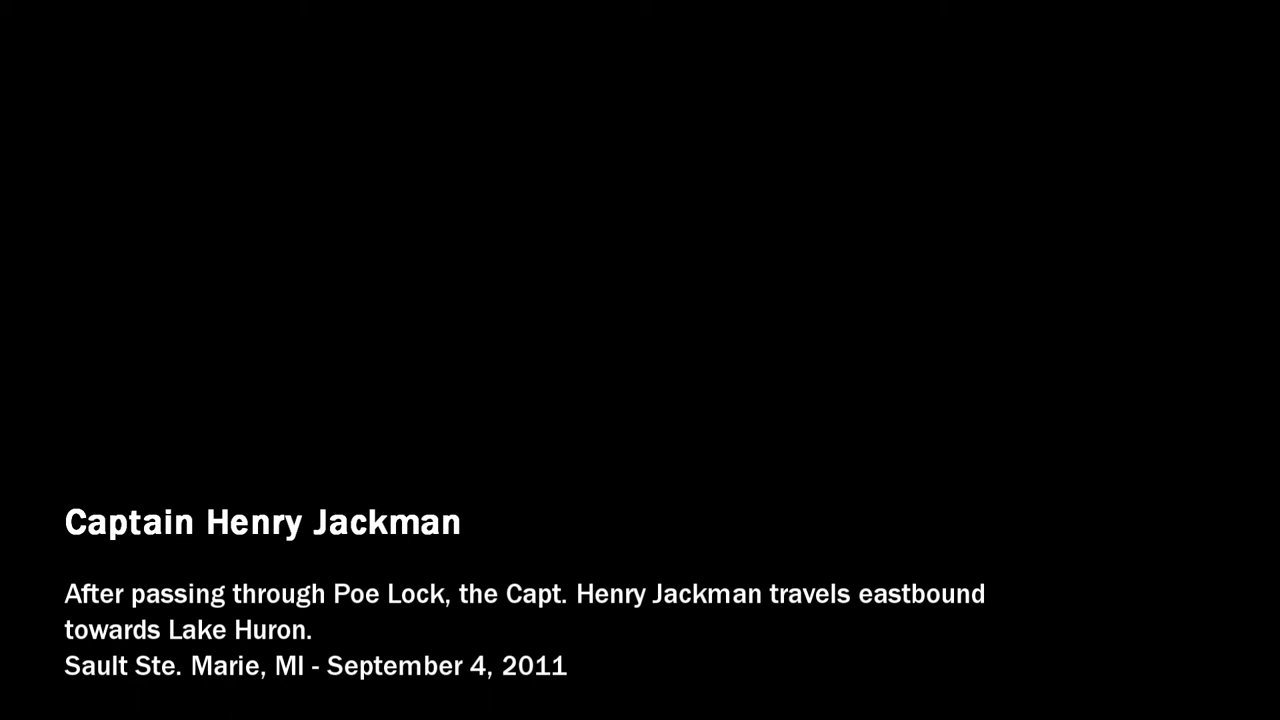 Captain Henry Jackman
After passing through Poe Lock, the Capt. Henry Jackman travels eastbound
towards Lake Huron.
Sault Ste. Marie, MI - September 4, 2011